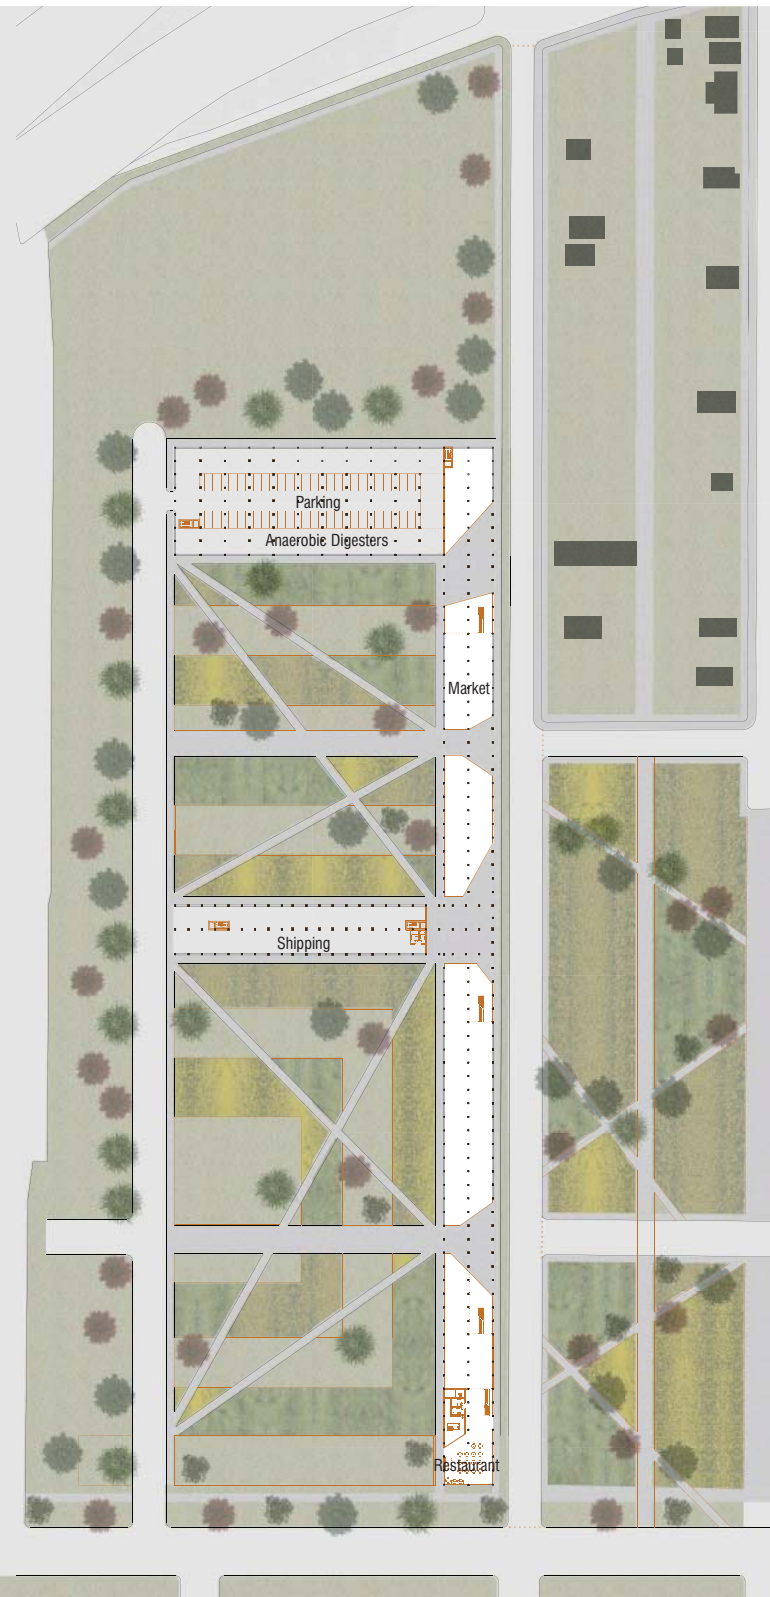 Parking
Anaerobic Digesters
Market
Shipping
Restaurant